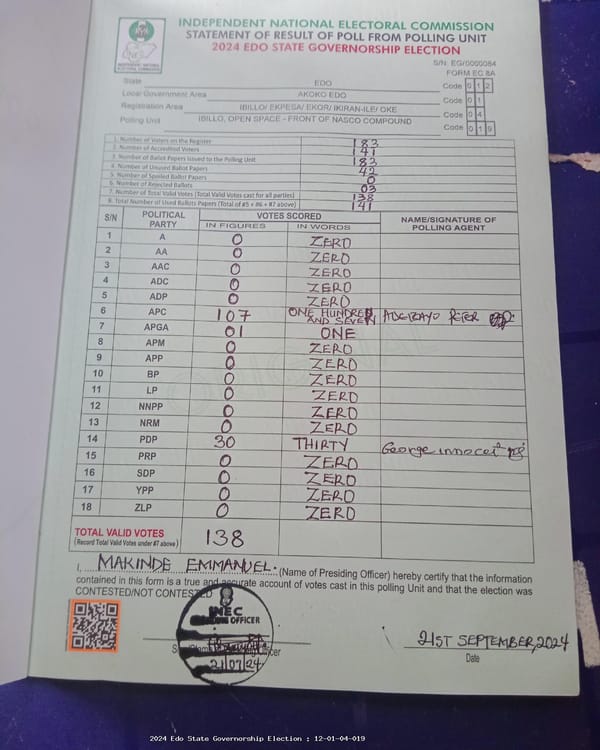 INDEPENDENT NATIONAL ELECTORAL COMMISSION
STATEMENT OF RESULT OF POLL FROM POLLING UNIT
2024 EDO STATE GOVERNORSHIP ELECTION
S/N: EG/0000084
FORM EC 8A
State EDO Code 0 1 2
Local Government Area AKOKO EDO Code 0 1
Registration Area IBILLO/ EKPESA/ EKOR/ IKIRAN-ILE/ OKE Code 0 4
Polling Unit IBILLO, OPEN SPACE - FRONT OF NASCO COMPOUND Code 0 1 9
1. Number of Voters on the Register 183
2. Number of Accredited Voters 141
3. Number of Ballot Papers Issued to the Polling Unit 183
4. Number of Unused Ballot Papers 42
5. Number of Spoiled Ballot Papers 0
6. Number of Rejected Ballots 03
7. Number of Total Valid Votes (Total Valid Votes cast for all parties) 138
8. Total Number of Used Ballots Papers (Total of #5 + #6 + #7 above) 141
S/N POLITICAL PARTY VOTES SCORED NAME/SIGNATURE OF POLLING AGENT
IN FIGURES IN WORDS
1 A 0 ZERO
2 AA 0 ZERO
3 AAC 0 ZERO
4 ADC 0 ZERO
5 ADP 0 ZERO
6 APC 107 ONE HUNDRED AND SEVEN ADEBAYO PETER
7 APGA 01 ONE
8 APM 0 ZERO
9 APP 0 ZERO
10 BP 0 ZERO
11 LP 0 ZERO
12 NNPP 0 ZERO
13 NRM 0 ZERO
14 PDP 30 THIRTY George innocet
15 PRP 0 ZERO
16 SDP 0 ZERO
17 YPP 0 ZERO
18 ZLP 0 ZERO
TOTAL VALID VOTES 138
(Record Total Valid Votes under #7 above)
I, MAKINDE EMMANUEL. (Name of Presiding Officer) hereby certify that the information
contained in this form is a true and accurate account of votes cast in this polling Unit and that the election was
CONTESTED/NOT CONTESTED
INEC
OFFICER
21/07/24
21ST SEPTEMBER, 2024
Date
2024 Edo State Governorship Election : 12-01-04-019